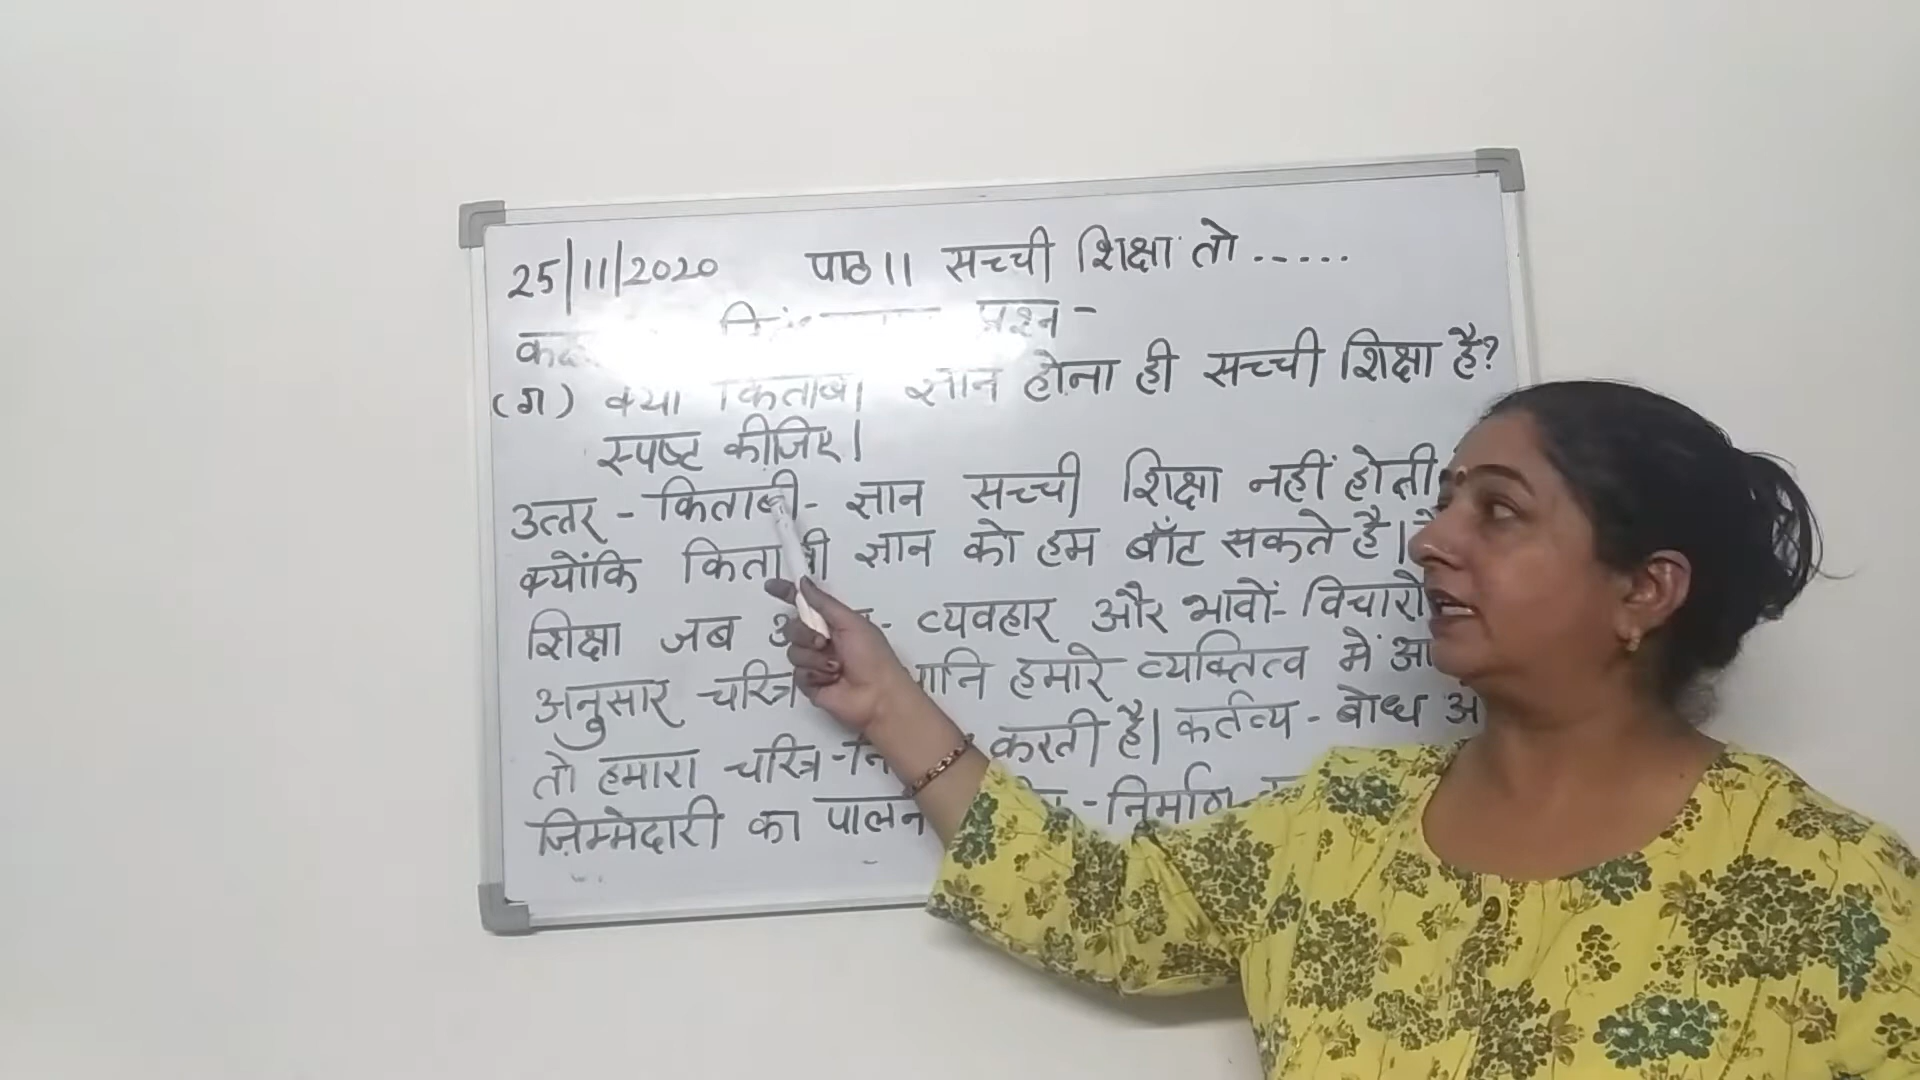 25/11/2020 पाठ 11 सच्ची शिक्षा तो .....
प्रश्न -
(ग) क्या किताबी ज्ञान होना ही सच्ची शिक्षा है?
स्पष्ट कीजिए।
उत्तर - किताबी - ज्ञान सच्ची शिक्षा नहीं होती
क्योंकि किताबी ज्ञान को हम बाँट सकते है।
शिक्षा जब - व्यवहार और भावों - विचारों
अनुसार हमारे व्यक्तित्व में
तो हमारा चरित्र - करती है। कर्तव्य - बोध
ज़िम्मेदारी का पालन - निर्माण